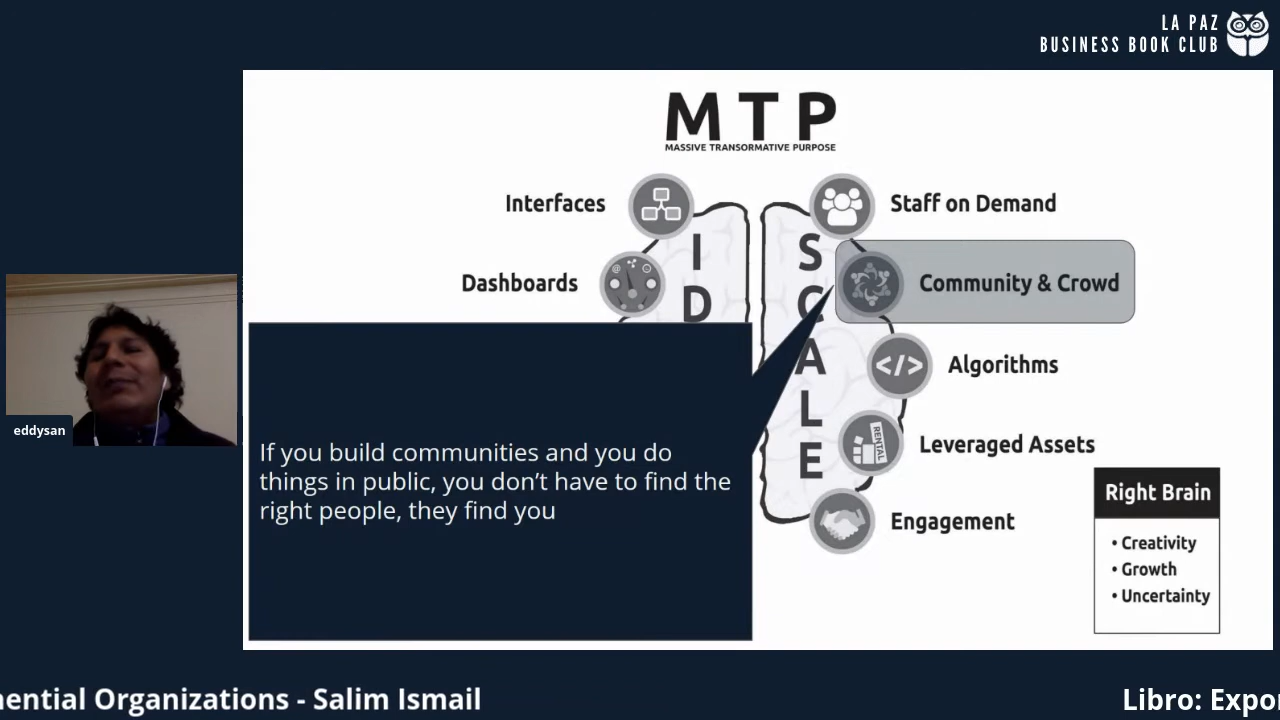 LA PAZ
BUSINESS BOOK CLUB
MTP
MASSIVE TRANSORMATIVE PURPOSE
Interfaces
Staff on Demand
Dashboards
Community & Crowd
Algorithms
Leveraged Assets
Engagement
I
D
S
C
A
L
E
RENTAL
</>
If you build communities and you do
things in public, you don’t have to find the
right people, they find you
Right Brain
• Creativity
• Growth
• Uncertainty
eddysan
nential Organizations - Salim Ismail
Libro: Expo